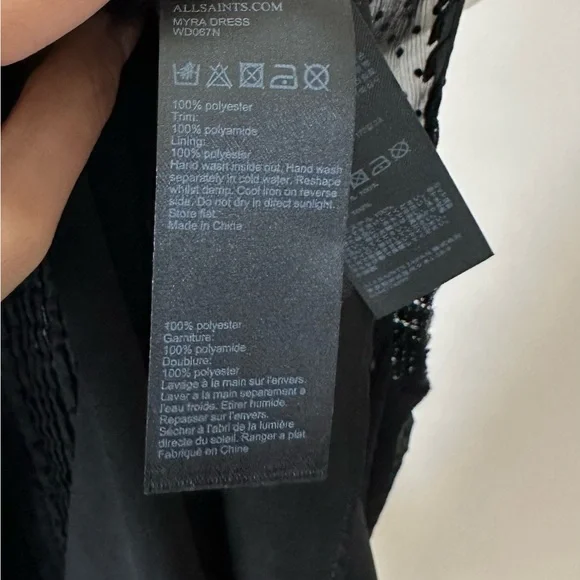 ALLSAINTS.COM
MYRA DRESS
WD067N
100% polyester
Trim:
100% polyamide
Lining:
100% polyester
Hand wash inside out. Hand wash
separately in cold water. Reshape
whilst damp. Cool iron on reverse
side. Do not dry in direct sunlight.
Store flat.
Made in China
100% polyester
Garniture:
100% polyamide
Doublure:
100% polyester
Lavage à la main sur l'envers.
Laver a la main separement a
l'eau froids. Etirer humide.
Repasser sur l'envers.
Sécher à l'abri de la lumière
directe du soleil. Ranger a plat
Fabriqué en Chine